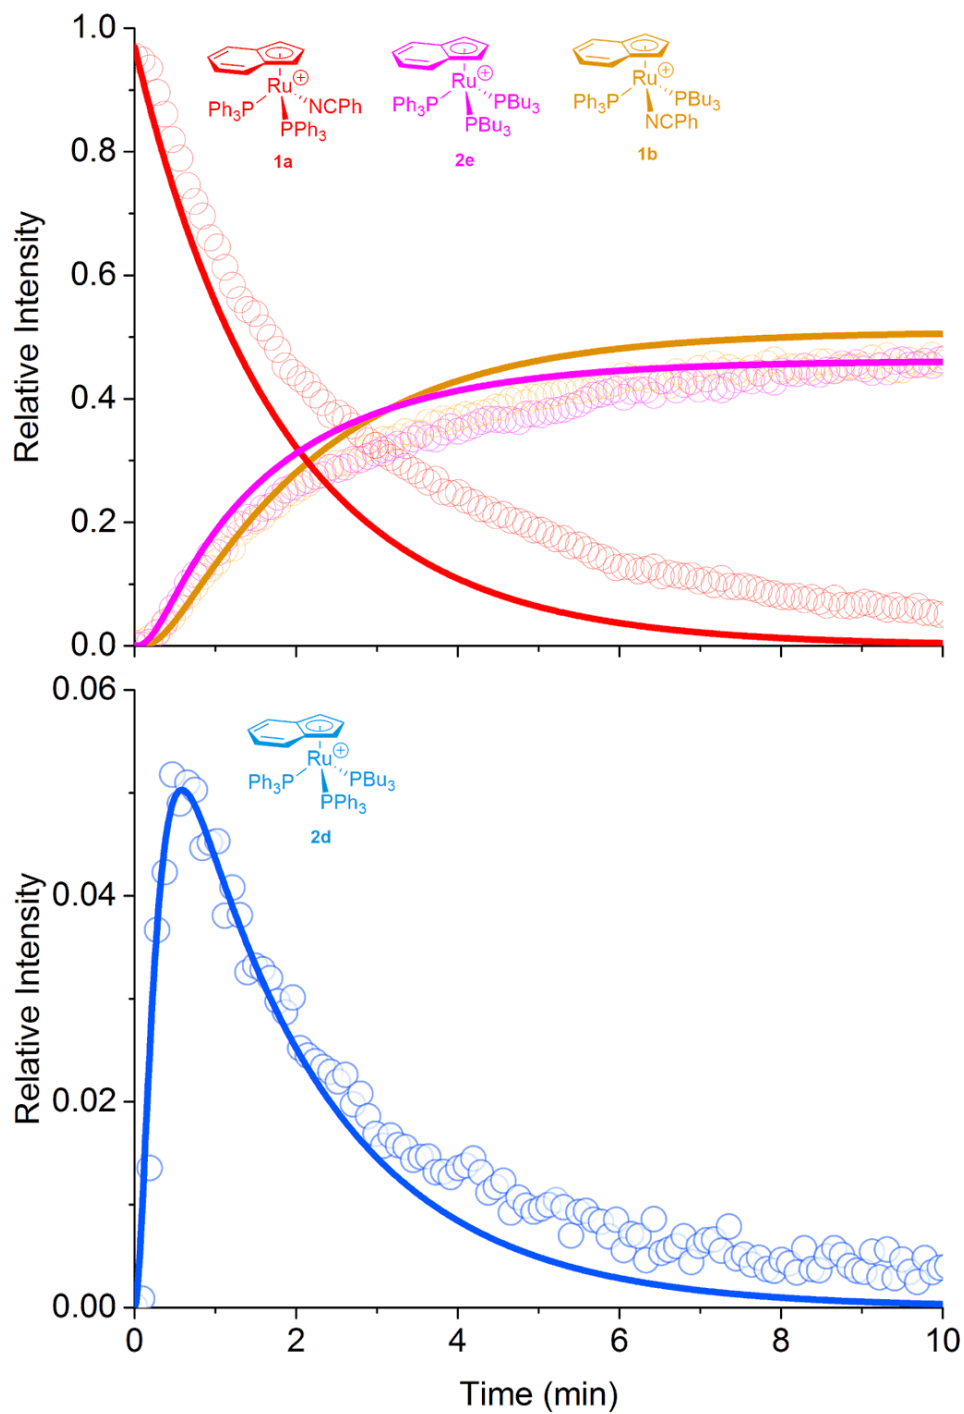 1.0
0.8
0.6
0.4
0.2
0.0
Relative Intensity
Ru⊕
Ph₃P
NCPh
PPh₃
1a
Ru⊕
Ph₃P
PBu₃
PBu₃
2e
Ru⊕
Ph₃P
PBu₃
NCPh
1b
0.06
0.04
0.02
0.00
Relative Intensity
Ru⊕
Ph₃P
PBu₃
PPh₃
2d
0 2 4 6 8 10
Time (min)